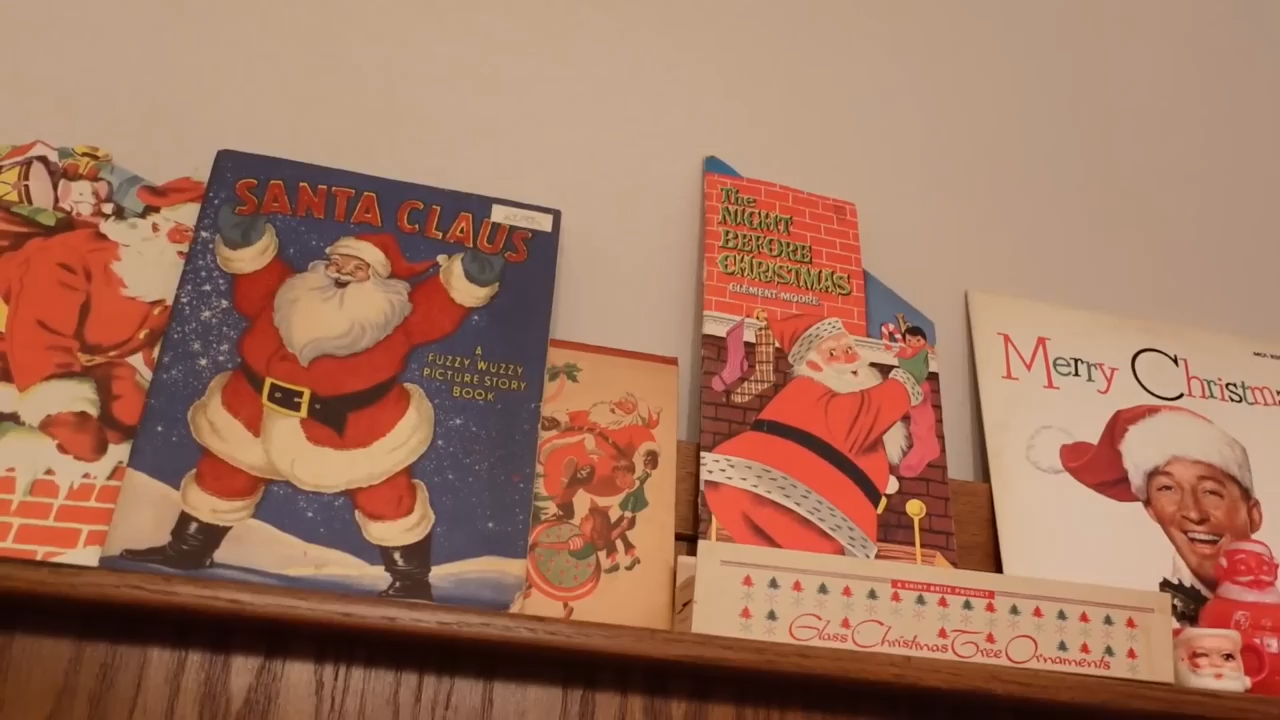 SANTA CLAUS
A
FUZZY WUZZY
PICTURE STORY
BOOK
The
NIGHT
BEFORE
CHRISTMAS
CLEMENT MOORE
Merry Christma
A SHINY-BRITE PRODUCT
Glass Christmas Tree Ornaments